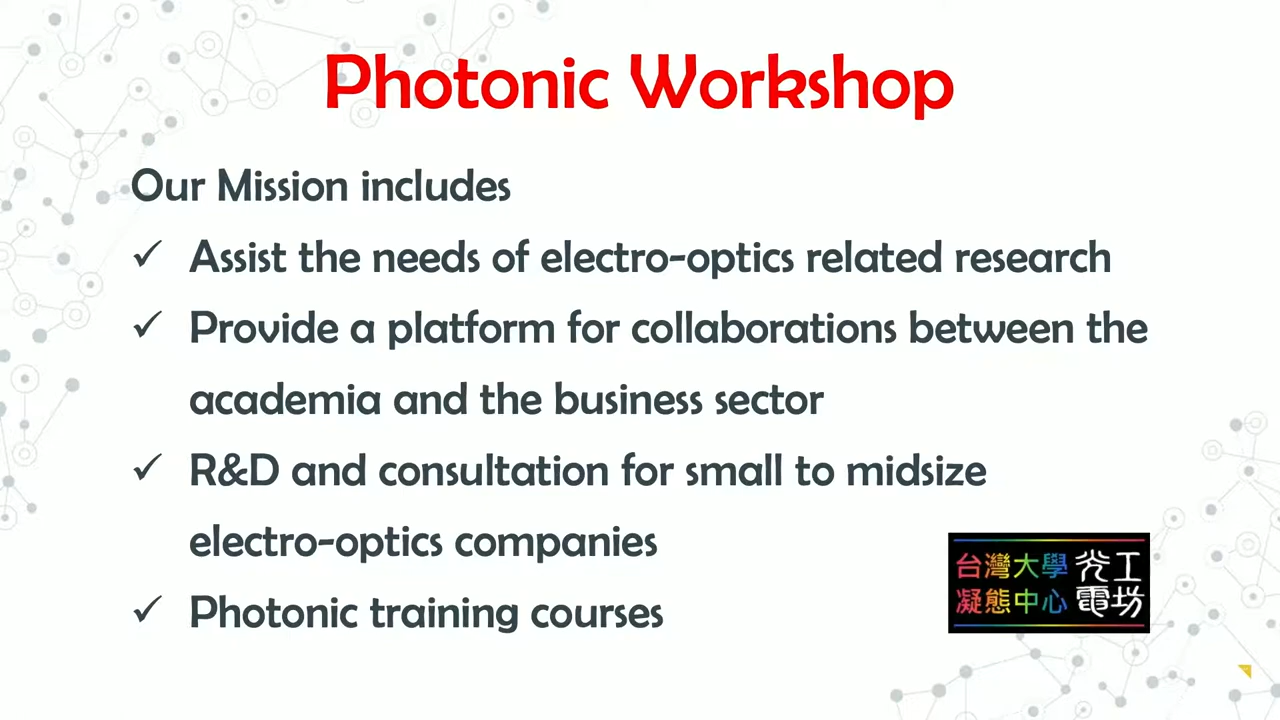 Photonic Workshop
Our Mission includes
✓ Assist the needs of electro-optics related research
✓ Provide a platform for collaborations between the
academia and the business sector
✓ R&D and consultation for small to midsize
electro-optics companies
✓ Photonic training courses
台灣大學 光工
凝態中心 電坊